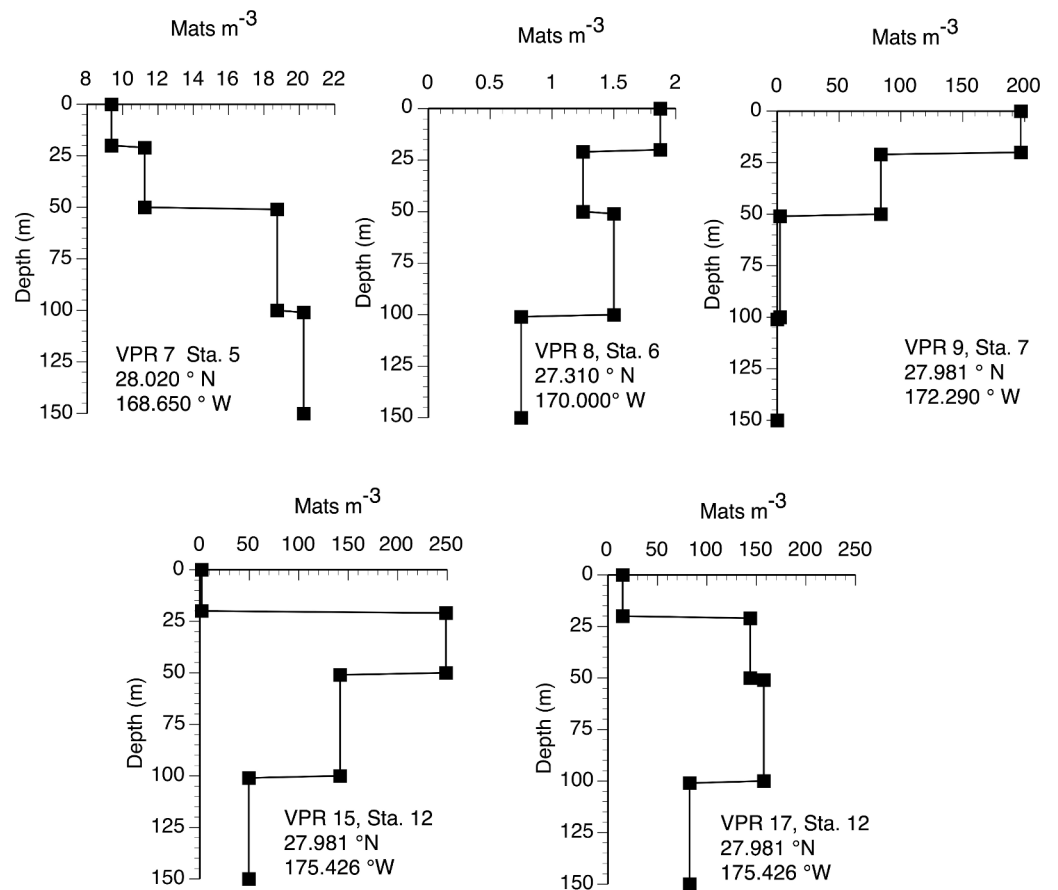 Mats m-3
8 10 12 14 16 18 20 22
0
25
50
75
100
125
150
Depth (m)
VPR 7 Sta. 5
28.020 ° N
168.650 ° W
Mats m-3
0 0.5 1 1.5 2
0
25
50
75
100
125
150
Depth (m)
VPR 8, Sta. 6
27.310 ° N
170.000° W
Mats m-3
0 50 100 150 200
0
25
50
75
100
125
150
Depth (m)
VPR 9, Sta. 7
27.981 ° N
172.290 ° W
Mats m-3
0 50 100 150 200 250
0
25
50
75
100
125
150
Depth (m)
VPR 15, Sta. 12
27.981 °N
175.426 °W
Mats m-3
0 50 100 150 200 250
0
25
50
75
100
125
150
Depth (m)
VPR 17, Sta. 12
27.981 °N
175.426 °W